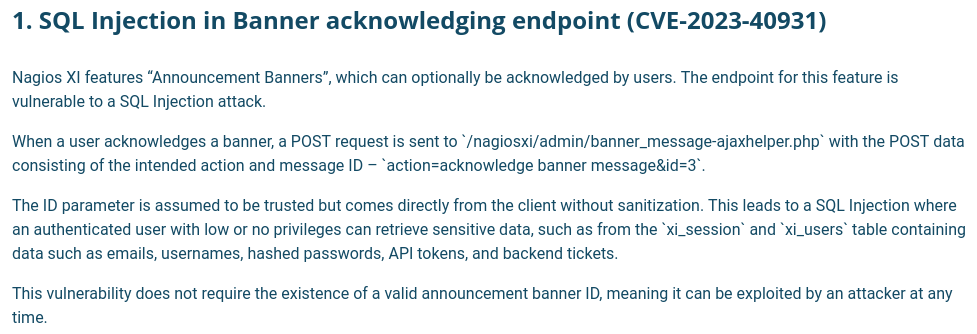 1. SQL Injection in Banner acknowledging endpoint (CVE-2023-40931)
Nagios XI features “Announcement Banners”, which can optionally be acknowledged by users. The endpoint for this feature is
vulnerable to a SQL Injection attack.
When a user acknowledges a banner, a POST request is sent to `/nagiosxi/admin/banner_message-ajaxhelper.php` with the POST data
consisting of the intended action and message ID – `action=acknowledge banner message&id=3`.
The ID parameter is assumed to be trusted but comes directly from the client without sanitization. This leads to a SQL Injection where
an authenticated user with low or no privileges can retrieve sensitive data, such as from the `xi_session` and `xi_users` table containing
data such as emails, usernames, hashed passwords, API tokens, and backend tickets.
This vulnerability does not require the existence of a valid announcement banner ID, meaning it can be exploited by an attacker at any
time.